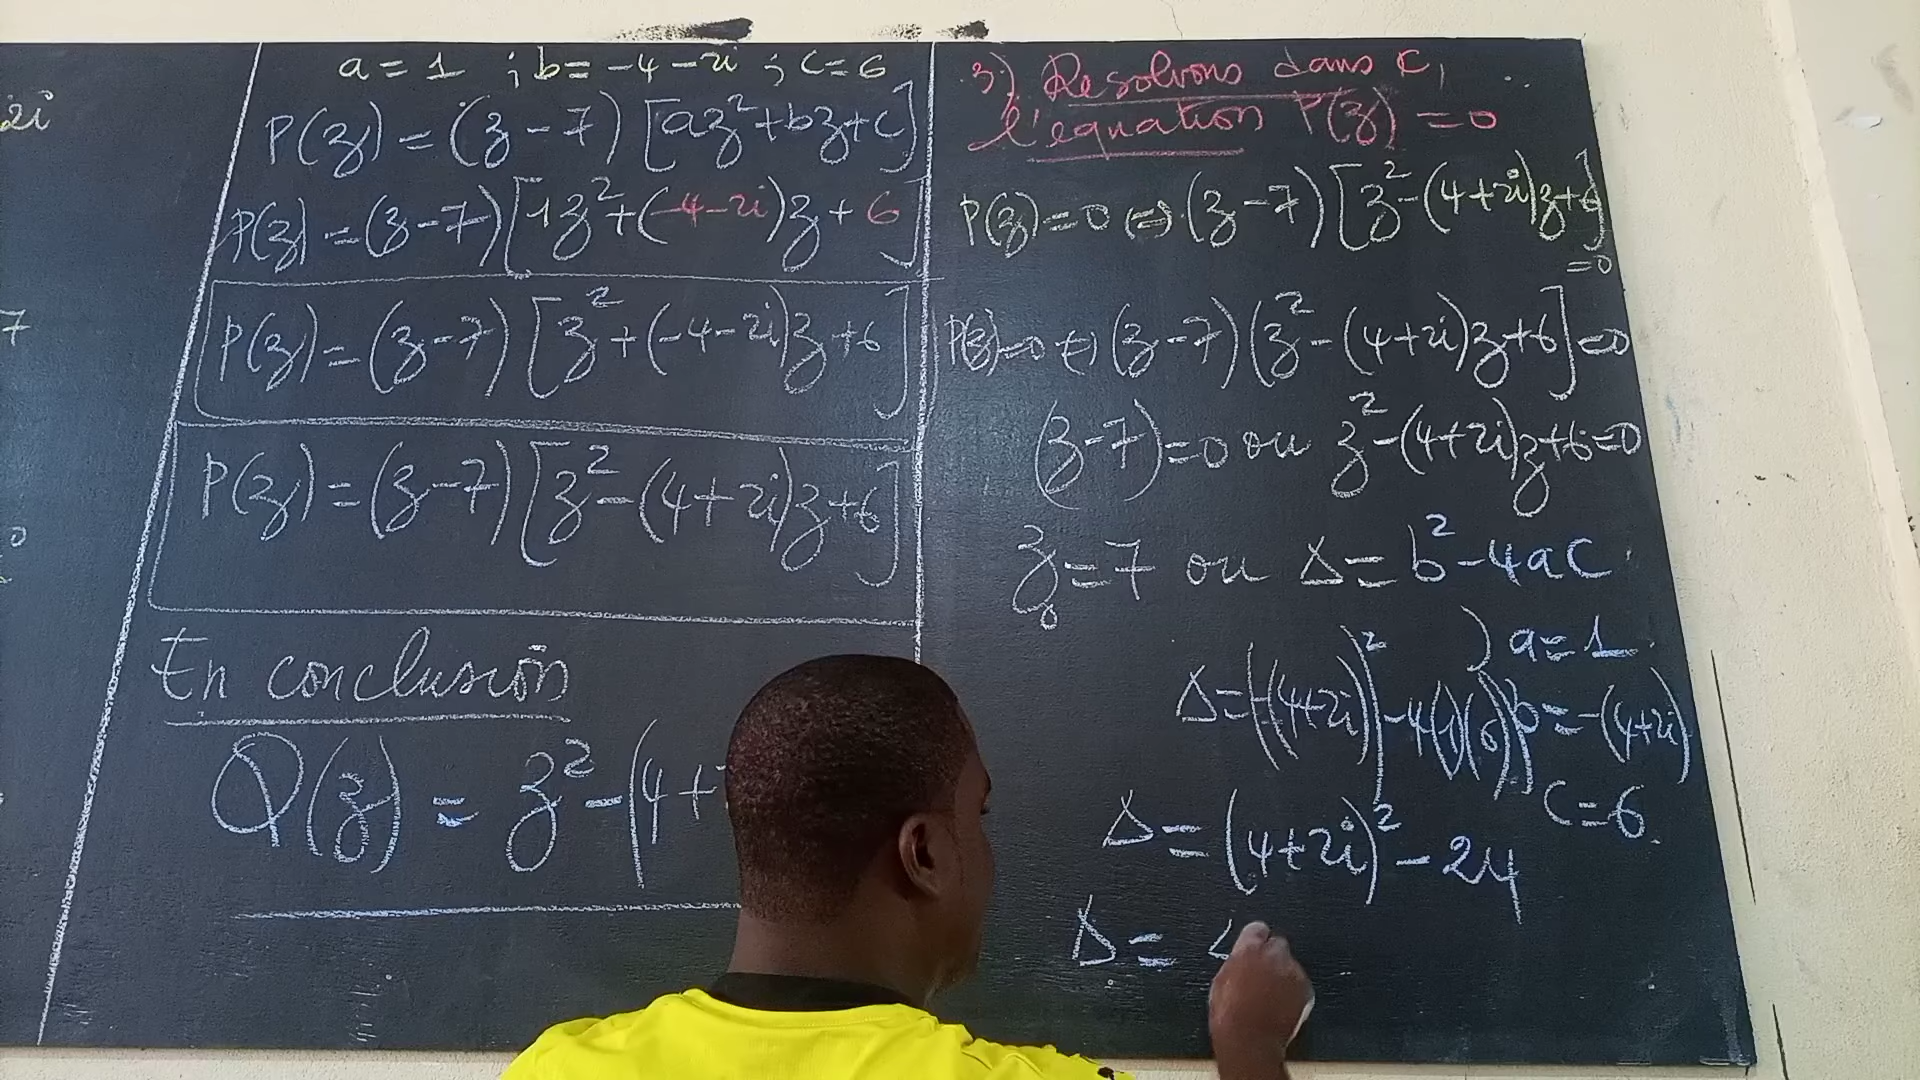 2i
7
0
a = 1 ; b = -4 - 2i ; c = 6
P(z) = (z - 7) [az² + bz + c]
P(z) = (z - 7) [1z² + (-4 - 2i)z + 6]
P(z) = (z - 7) [z² + (-4 - 2i)z + 6]
P(z) = (z - 7) [z² - (4 + 2i)z + 6]
En conclusion
Q(z) = z² - (4 +
3) Resolvons dans ℂ,
l'equation P(z) = 0
P(z) = 0 ⇔ (z - 7) [z² - (4 + 2i)z + 6]
= 0
P(z) = 0 ⇔ (z - 7) (z² - (4 + 2i)z + 6] = 0
(z - 7) = 0 ou z² - (4 + 2i)z + 6 = 0
z₀ = 7 ou Δ = b² - 4ac
Δ = (-(4 + 2i))² - 4(1)(6)
a = 1
b = -(4 + 2i)
c = 6
Δ = (4 + 2i)² - 24
Δ =